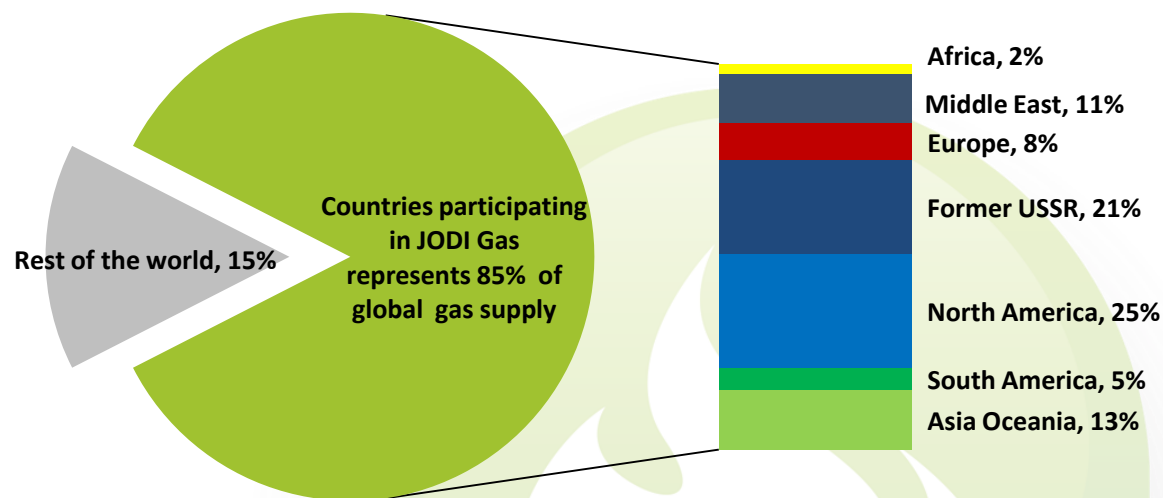 Rest of the world, 15%
Countries participating
in JODI Gas
represents 85% of
global gas supply
Africa, 2%
Middle East, 11%
Europe, 8%
Former USSR, 21%
North America, 25%
South America, 5%
Asia Oceania, 13%